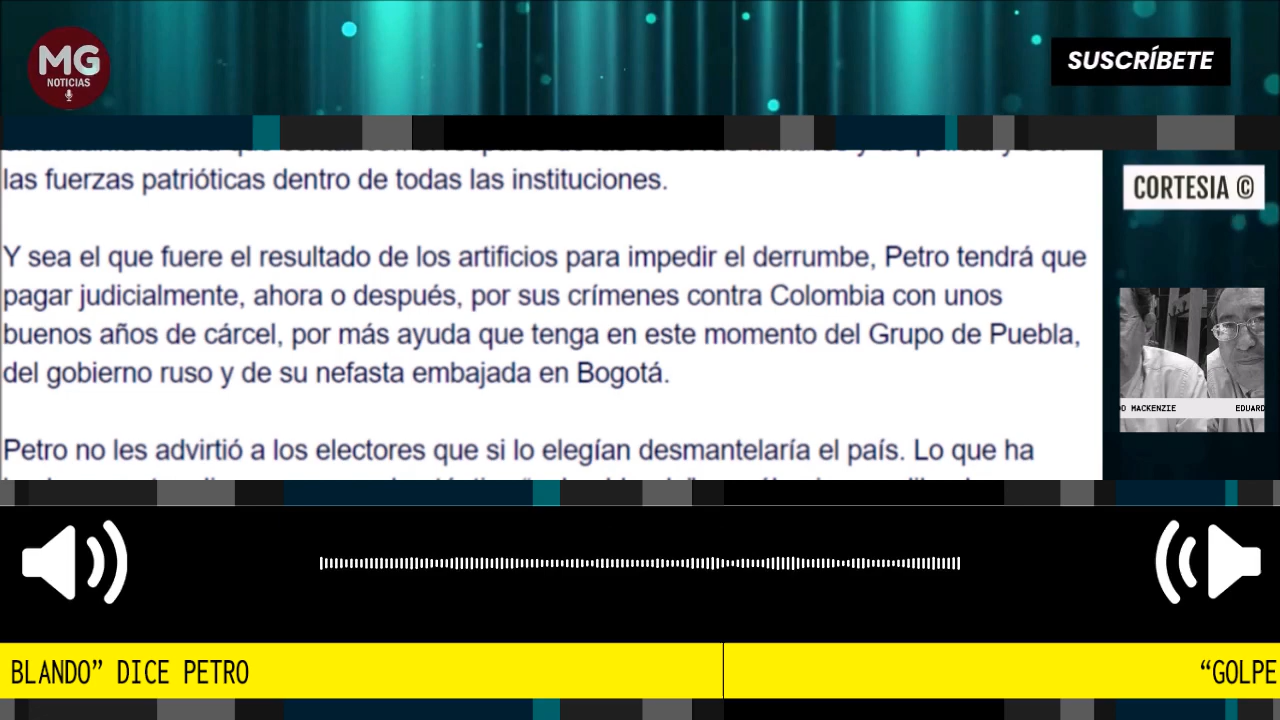 MG
NOTICIAS
SUSCRÍBETE
las fuerzas patrióticas dentro de todas las instituciones.
Y sea el que fuere el resultado de los artificios para impedir el derrumbe, Petro tendrá que
pagar judicialmente, ahora o después, por sus crímenes contra Colombia con unos
buenos años de cárcel, por más ayuda que tenga en este momento del Grupo de Puebla,
del gobierno ruso y de su nefasta embajada en Bogotá.
Petro no les advirtió a los electores que si lo elegían desmantelaría el país. Lo que ha
CORTESIA ©
DO MACKENZIE
EDUARD
BLANDO” DICE PETRO
“GOLPE